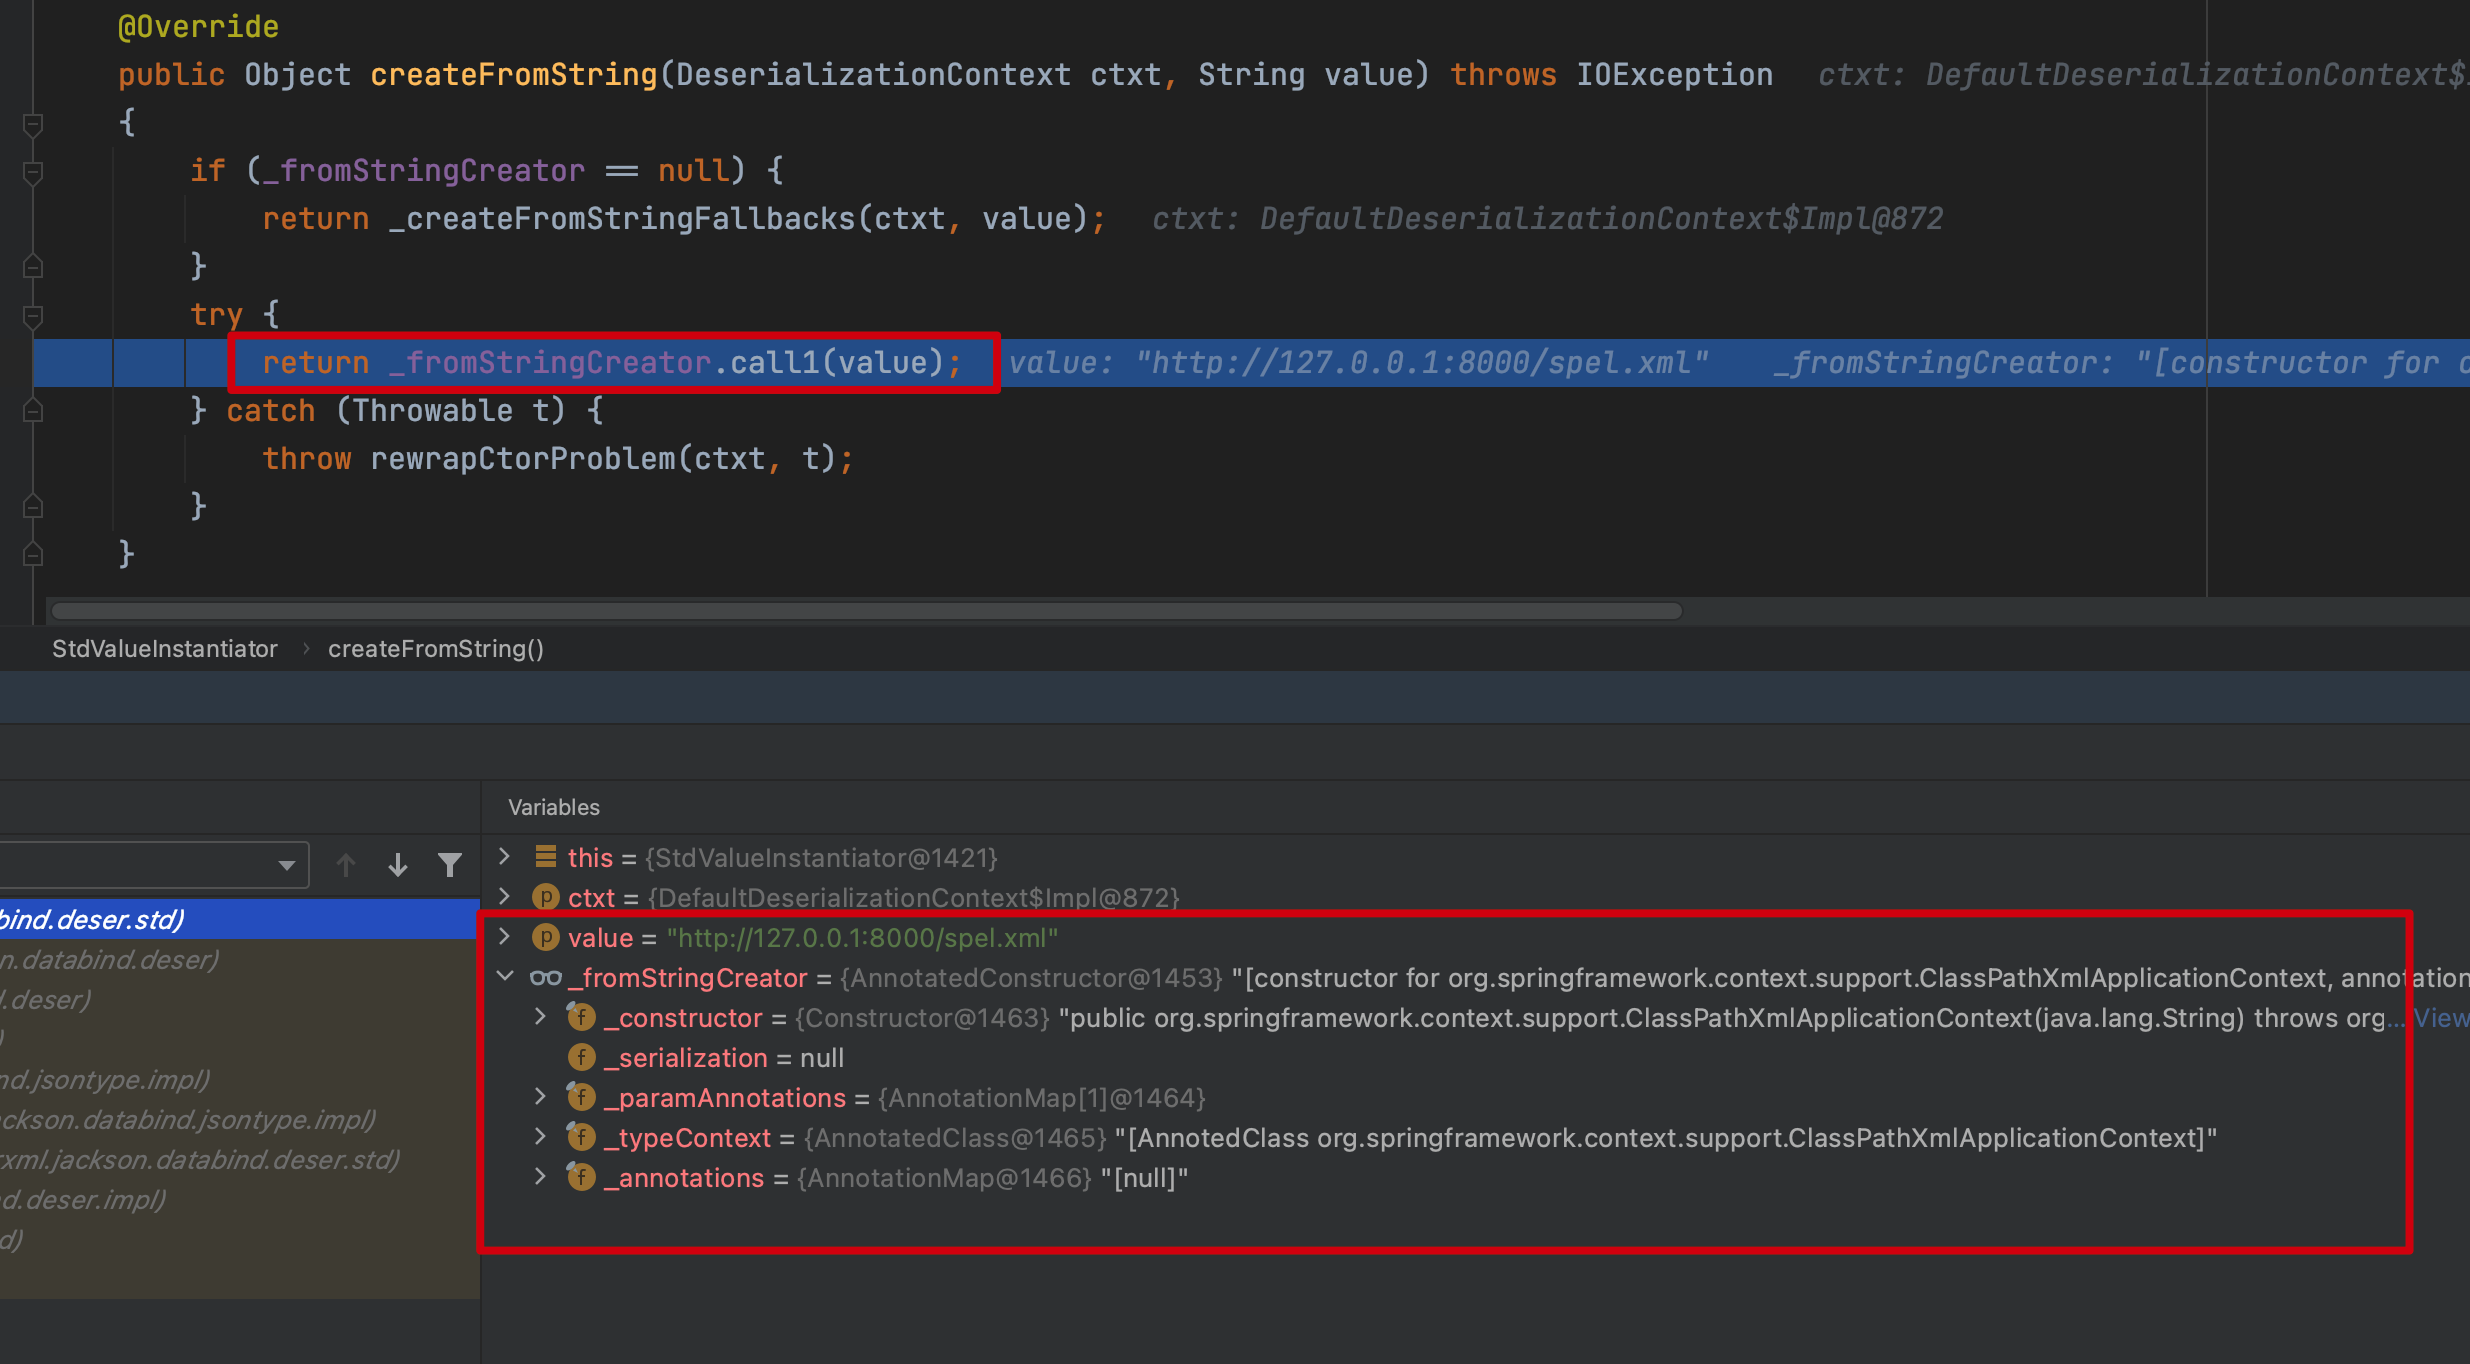 @Override
public Object createFromString(DeserializationContext ctxt, String value) throws IOException ctxt: DefaultDeserializationContext$
{
if (_fromStringCreator == null) {
return _createFromStringFallbacks(ctxt, value); ctxt: DefaultDeserializationContext$Impl@872
}
try {
return _fromStringCreator.call1(value); value: "http://127.0.0.1:8000/spel.xml" _fromStringCreator: "[constructor for
} catch (Throwable t) {
throw rewrapCtorProblem(ctxt, t);
}
}
StdValueInstantiator › createFromString()
Variables
this = {StdValueInstantiator@1421}
ctxt = {DefaultDeserializationContext$Impl@872}
value = "http://127.0.0.1:8000/spel.xml"
_fromStringCreator = {AnnotatedConstructor@1453} "[constructor for org.springframework.context.support.ClassPathXmlApplicationContext, annotation
_constructor = {Constructor@1463} "public org.springframework.context.support.ClassPathXmlApplicationContext(java.lang.String) throws org... View
_serialization = null
_paramAnnotations = {AnnotationMap[1]@1464}
_typeContext = {AnnotatedClass@1465} "[AnnotedClass org.springframework.context.support.ClassPathXmlApplicationContext]"
_annotations = {AnnotationMap@1466} "[null]"
bind.deser.std)
n.databind.deser)
l.deser)
)
nd.jsontype.impl)
ckson.databind.jsontype.impl)
rxml.jackson.databind.deser.std)
d.deser.impl)
d)